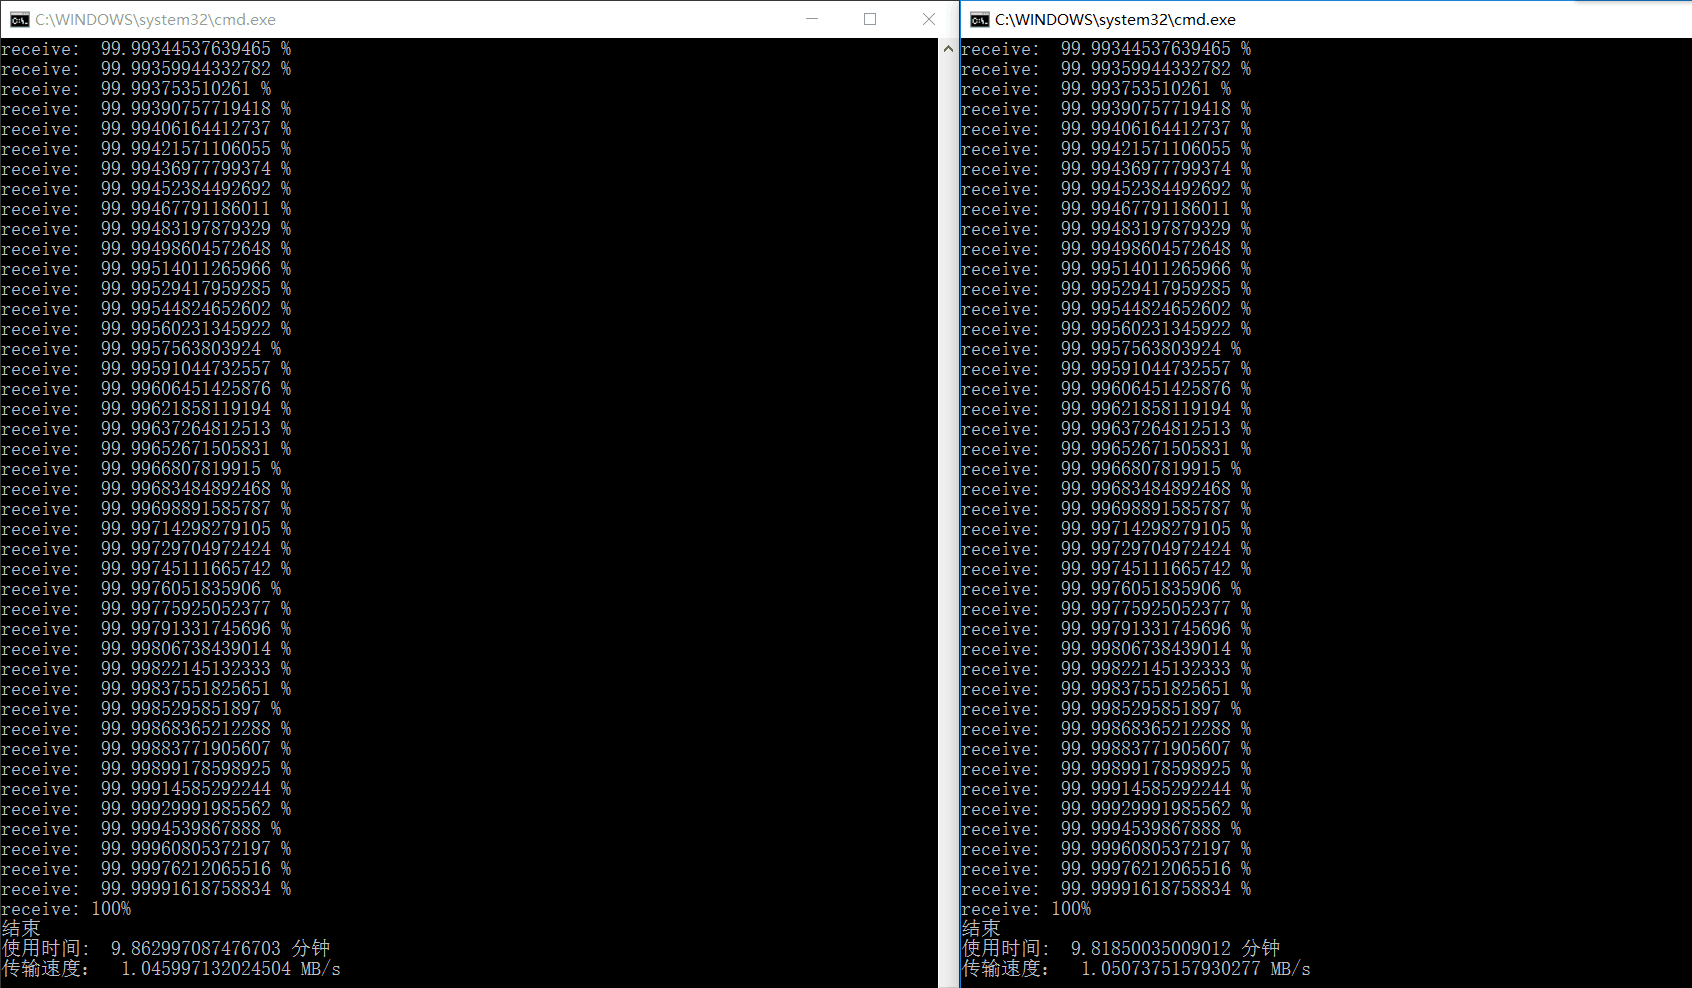 C:\WINDOWS\system32\cmd.exe
receive:  99.99344537639465 %
receive:  99.99359944332782 %
receive:  99.993753510261 %
receive:  99.99390757719418 %
receive:  99.99406164412737 %
receive:  99.99421571106055 %
receive:  99.99436977799374 %
receive:  99.99452384492692 %
receive:  99.99467791186011 %
receive:  99.99483197879329 %
receive:  99.99498604572648 %
receive:  99.99514011265966 %
receive:  99.99529417959285 %
receive:  99.99544824652602 %
receive:  99.99560231345922 %
receive:  99.9957563803924 %
receive:  99.99591044732557 %
receive:  99.99606451425876 %
receive:  99.99621858119194 %
receive:  99.99637264812513 %
receive:  99.99652671505831 %
receive:  99.9966807819915 %
receive:  99.99683484892468 %
receive:  99.99698891585787 %
receive:  99.99714298279105 %
receive:  99.99729704972424 %
receive:  99.99745111665742 %
receive:  99.9976051835906 %
receive:  99.99775925052377 %
receive:  99.99791331745696 %
receive:  99.99806738439014 %
receive:  99.99822145132333 %
receive:  99.99837551825651 %
receive:  99.9985295851897 %
receive:  99.99868365212288 %
receive:  99.99883771905607 %
receive:  99.99899178598925 %
receive:  99.99914585292244 %
receive:  99.99929991985562 %
receive:  99.9994539867888 %
receive:  99.99960805372197 %
receive:  99.99976212065516 %
receive:  99.99991618758834 %
receive: 100%
结束
使用时间:  9.862997087476703 分钟
传输速度：  1.045997132024504 MB/s
C:\WINDOWS\system32\cmd.exe
receive:  99.99344537639465 %
receive:  99.99359944332782 %
receive:  99.993753510261 %
receive:  99.99390757719418 %
receive:  99.99406164412737 %
receive:  99.99421571106055 %
receive:  99.99436977799374 %
receive:  99.99452384492692 %
receive:  99.99467791186011 %
receive:  99.99483197879329 %
receive:  99.99498604572648 %
receive:  99.99514011265966 %
receive:  99.99529417959285 %
receive:  99.99544824652602 %
receive:  99.99560231345922 %
receive:  99.9957563803924 %
receive:  99.99591044732557 %
receive:  99.99606451425876 %
receive:  99.99621858119194 %
receive:  99.99637264812513 %
receive:  99.99652671505831 %
receive:  99.9966807819915 %
receive:  99.99683484892468 %
receive:  99.99698891585787 %
receive:  99.99714298279105 %
receive:  99.99729704972424 %
receive:  99.99745111665742 %
receive:  99.9976051835906 %
receive:  99.99775925052377 %
receive:  99.99791331745696 %
receive:  99.99806738439014 %
receive:  99.99822145132333 %
receive:  99.99837551825651 %
receive:  99.9985295851897 %
receive:  99.99868365212288 %
receive:  99.99883771905607 %
receive:  99.99899178598925 %
receive:  99.99914585292244 %
receive:  99.99929991985562 %
receive:  99.9994539867888 %
receive:  99.99960805372197 %
receive:  99.99976212065516 %
receive:  99.99991618758834 %
receive: 100%
结束
使用时间:  9.81850035009012 分钟
传输速度：  1.0507375157930277 MB/s